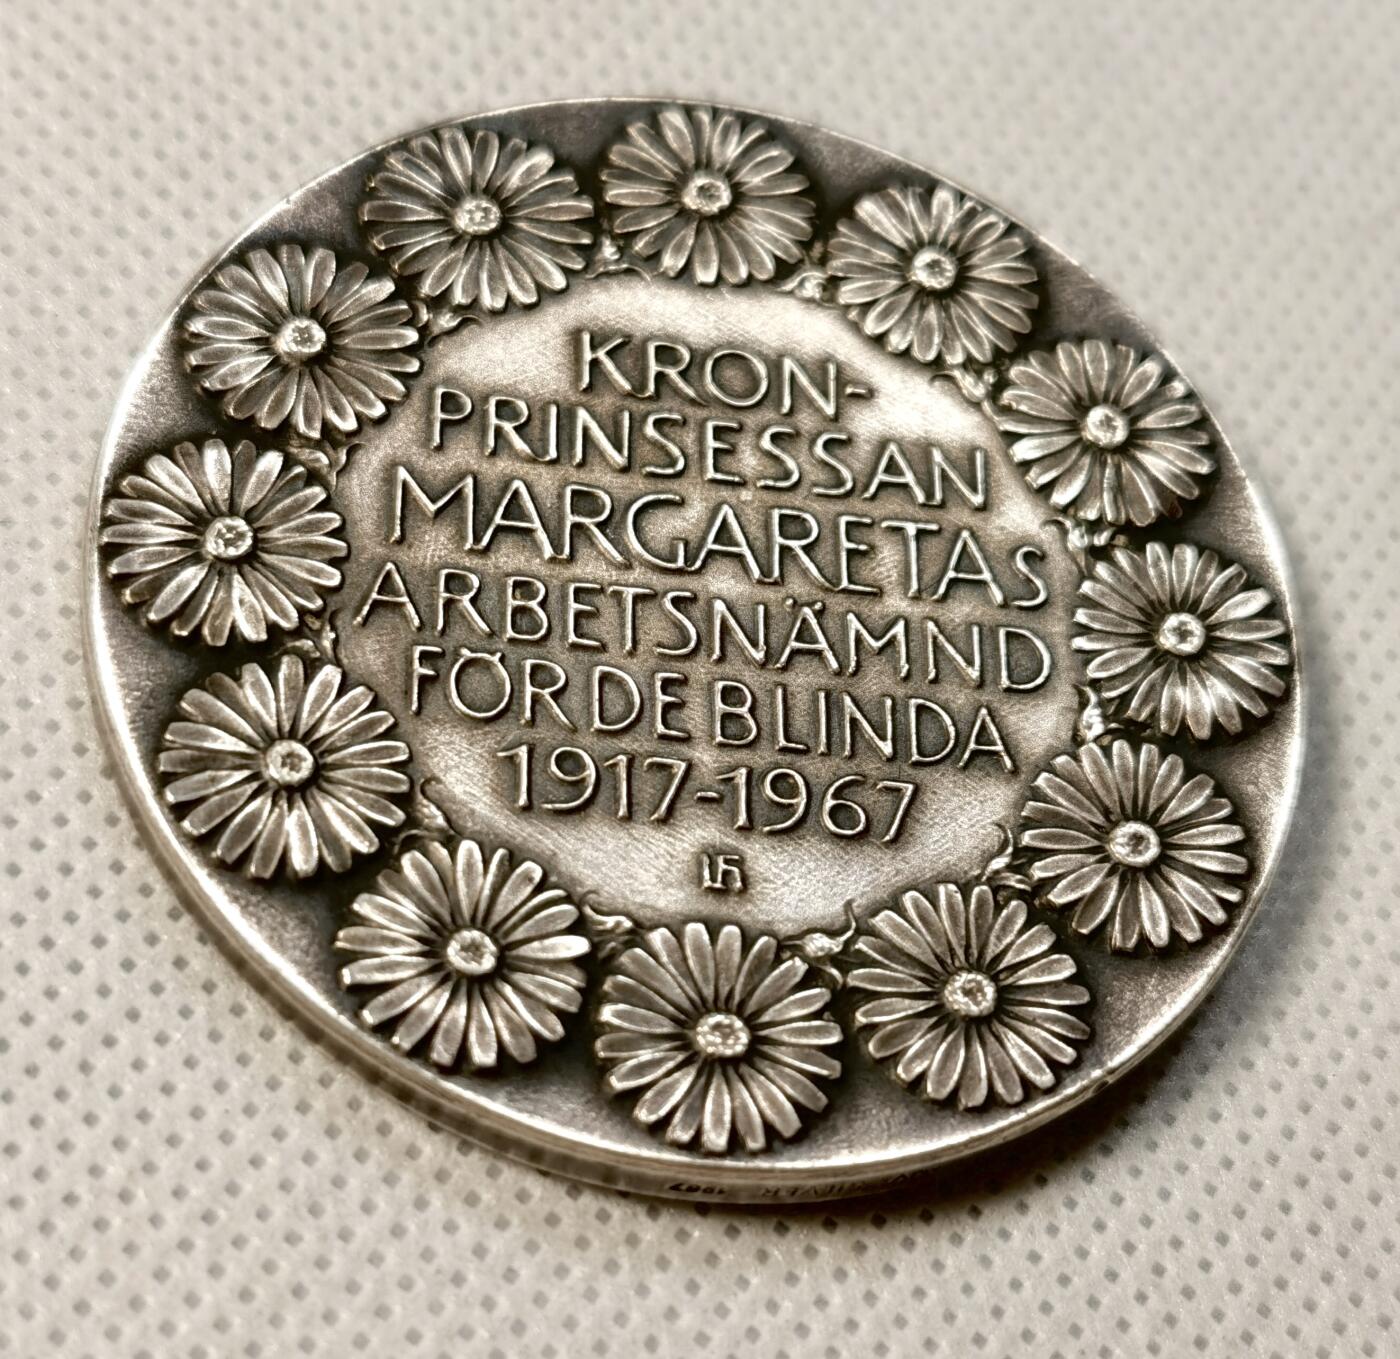 KRON-
PRINSESSAN
MARGARETAS
ARBETSNÄMND
FÖR DE BLINDA
1917-1967